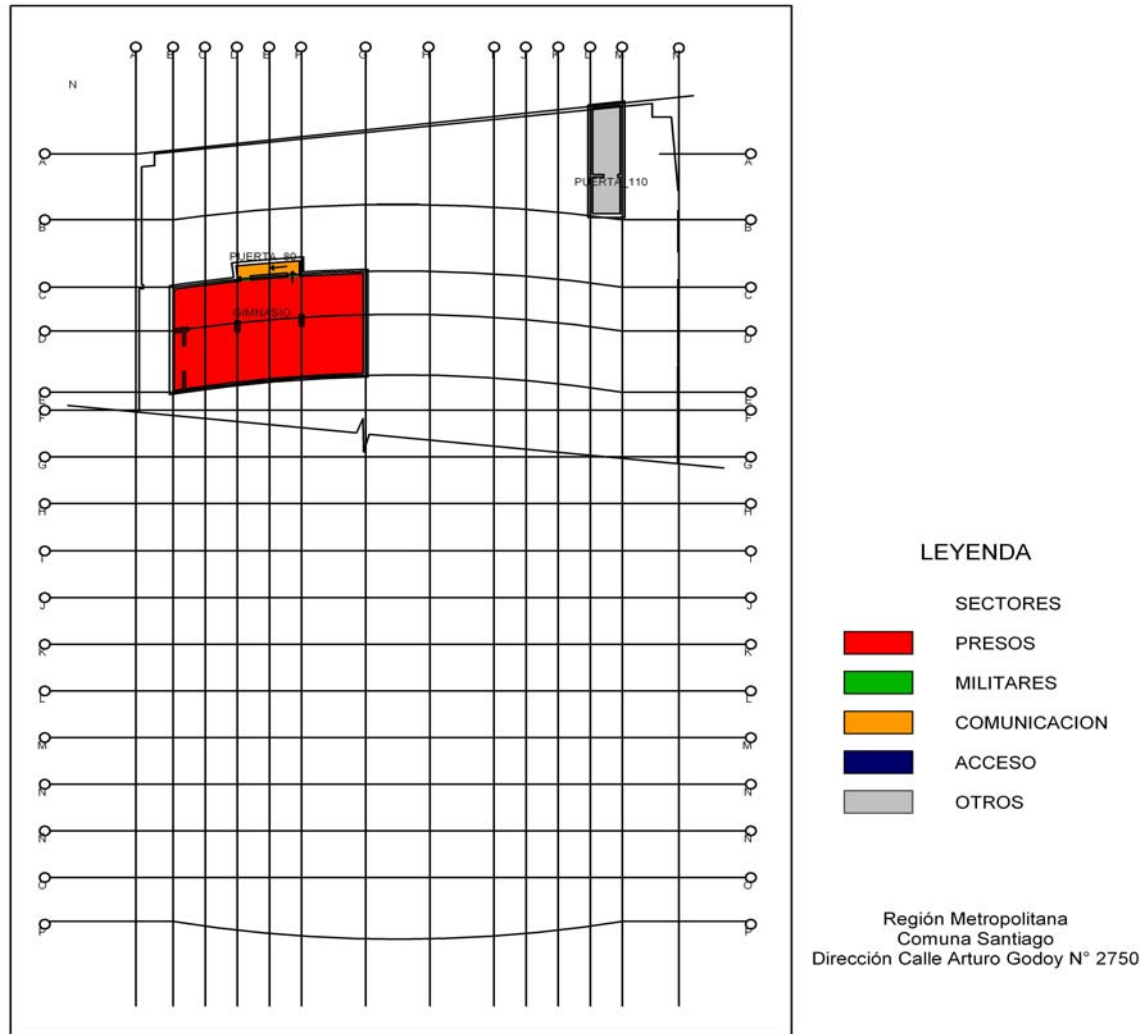 A B C D E F G H I J K L M N
N
A A
PUERTA_110
B B
PUERTA_80
C C
GIMNASIO
D D
E E
F F
G G
H H
I I
J J
K K
L L
M M
N N
Ñ Ñ
O O
P P
LEYENDA
SECTORES
PRESOS
MILITARES
COMUNICACION
ACCESO
OTROS
Región Metropolitana
Comuna Santiago
Dirección Calle Arturo Godoy N° 2750